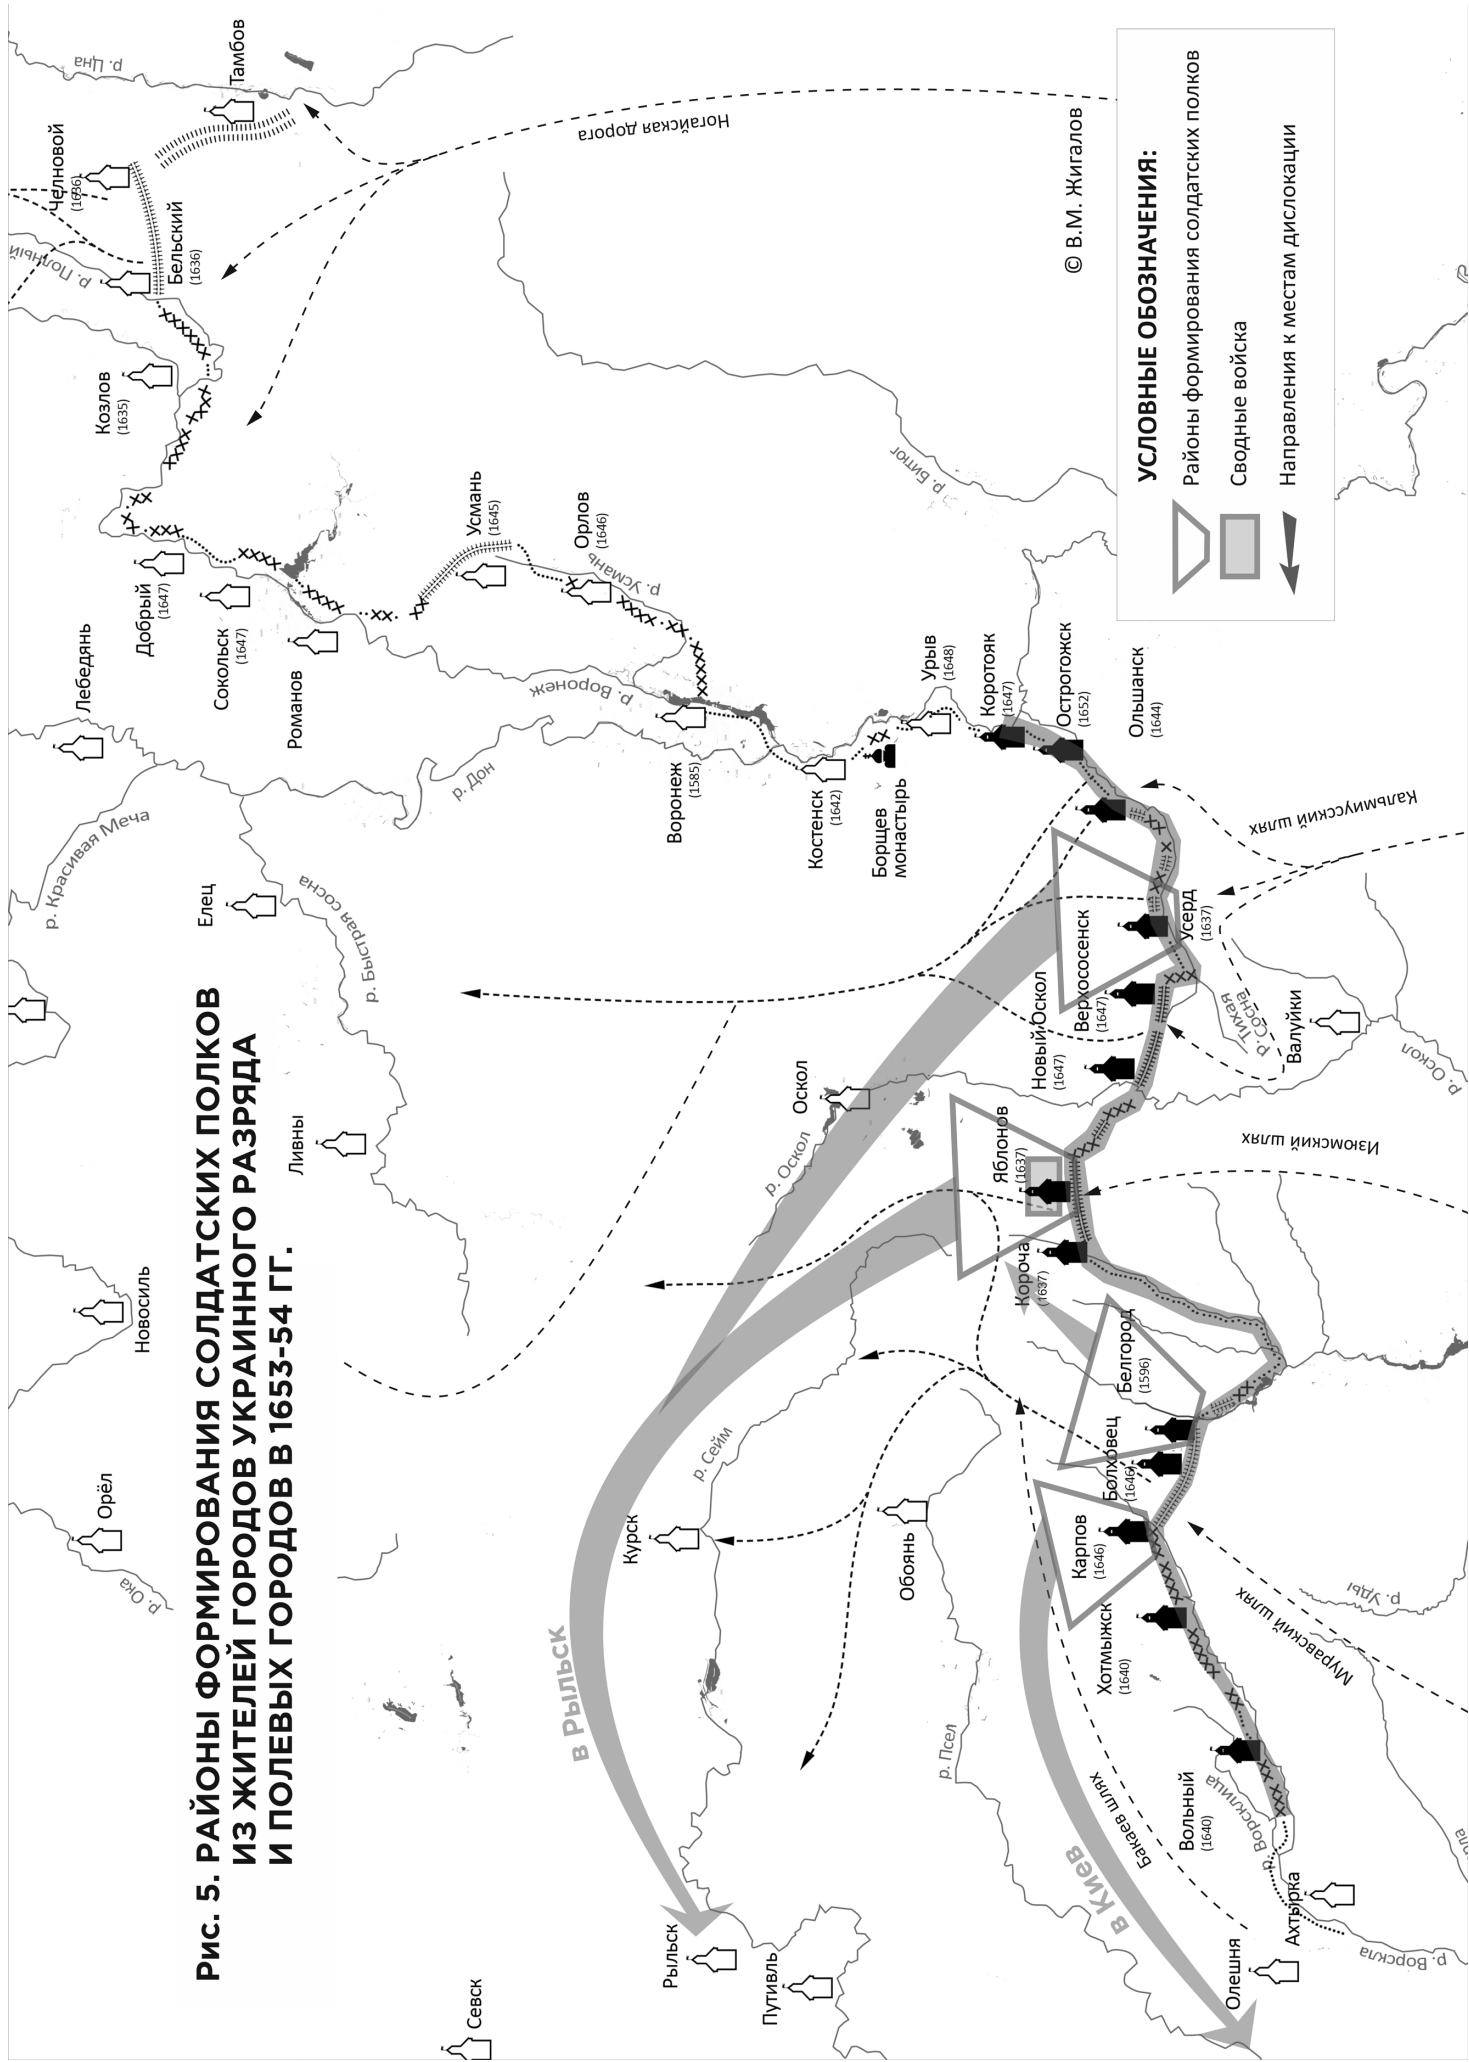 Рис. 5. РАЙОНЫ ФОРМИРОВАНИЯ СОЛДАТСКИХ ПОЛКОВ
ИЗ ЖИТЕЛЕЙ ГОРОДОВ УКРАИННОГО РАЗРЯДА
И ПОЛЕВЫХ ГОРОДОВ В 1653-54 ГГ.
Севск
Орёл
р. Ока
Новосиль
Ливны
Елец
р. Быстрая сосна
р. Красивая Меча
Лебедянь
р. Дон
Добрый
(1647)
Сокольск
(1647)
Романов
Козлов
(1635)
р. Полный
Бельский
(1636)
Челновой
(1636)
р. Цна
Тамбов
Ногайская дорога
Усмань
(1645)
Орлов
(1646)
р. Усмань
р. Воронеж
Воронеж
(1585)
Костенск
(1642)
Борщев
монастырь
Урыв
(1648)
Коротояк
(1647)
Острогожск
(1652)
Ольшанск
(1644)
р. Битюг
Рыльск
Путивль
в Рыльск
Курск
р. Сейм
Обоянь
р. Псел
Оскол
р. Оскол
Яблонов
(1637)
Короча
(1637)
Новый Оскол
(1647)
Верхососенск
(1647)
Усерд
(1637)
р. Тихая
Сосна
Валуйки
р. Оскол
Кальмиусский шлях
Изюмский шлях
Белгород
(1596)
Болховец
(1646)
Карпов
(1646)
Хотмыжск
(1640)
Вольный
(1640)
р. Ворсклица
Муравский шлях
р. Уды
Бакаев шлях
в Киев
Олешня
Ахтырка
р. Ворскла
© В.М. Жигалов
УСЛОВНЫЕ ОБОЗНАЧЕНИЯ:
Районы формирования солдатских полков
Сводные войска
Направления к местам дислокации